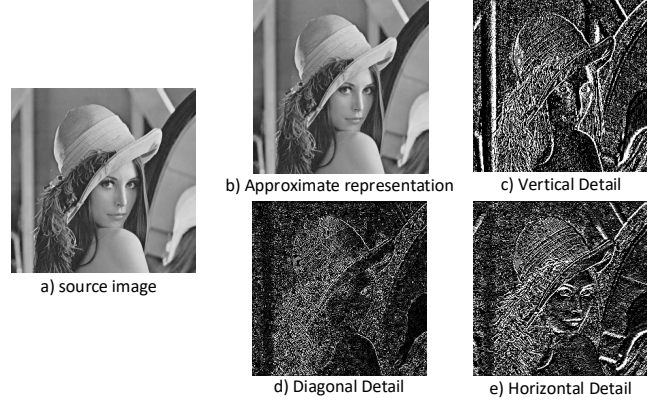 b) Approximate representation
c) Vertical Detail
a) source image
d) Diagonal Detail
e) Horizontal Detail